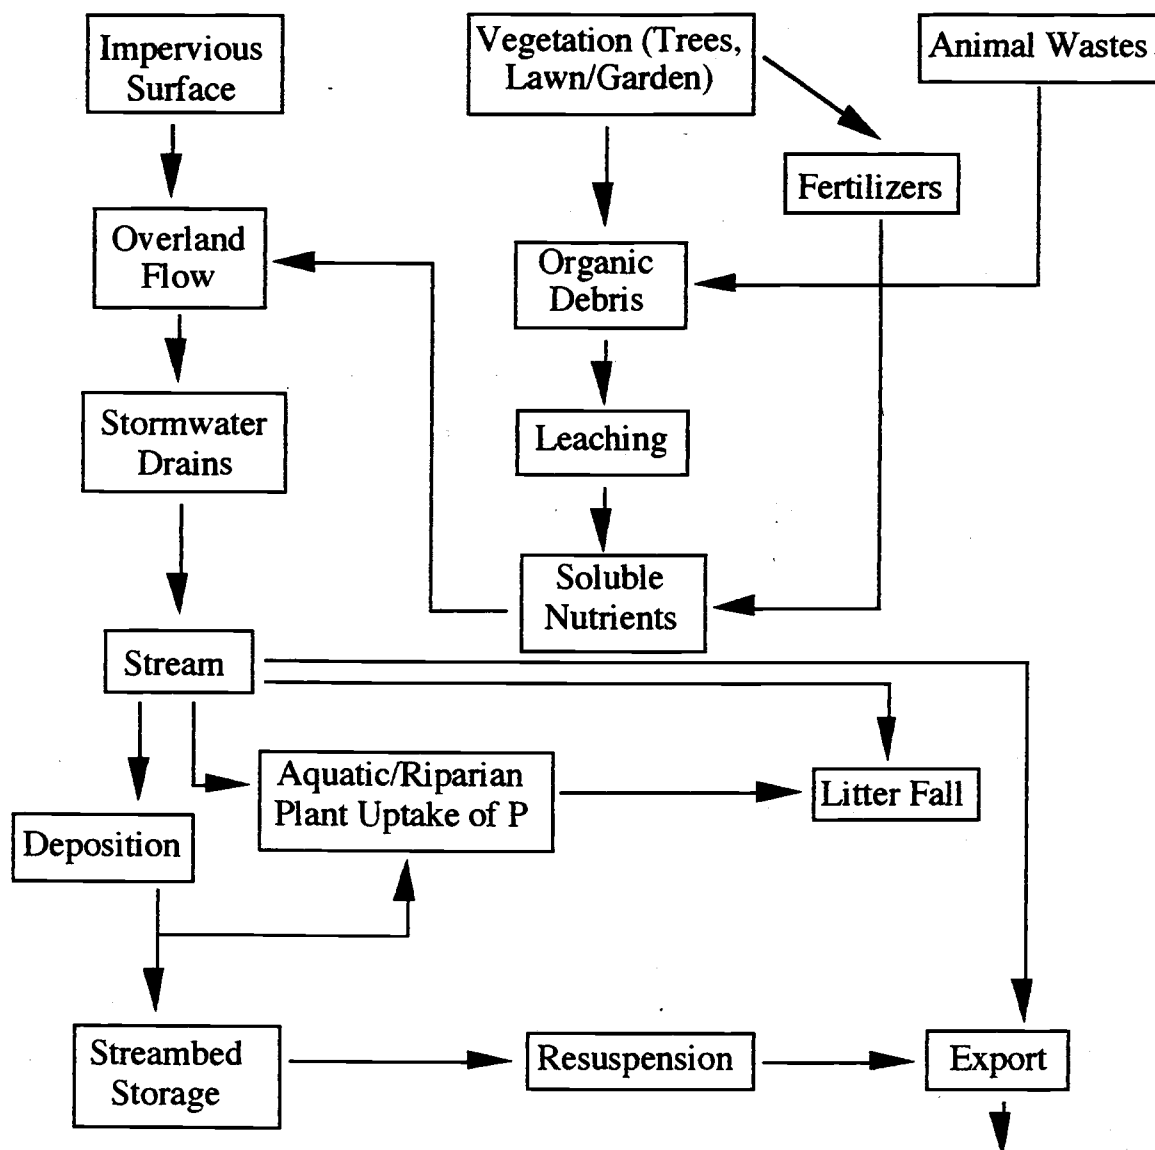 Impervious
Surface
Vegetation (Trees,
Lawn/Garden)
Animal Wastes
Fertilizers
Overland
Flow
Organic
Debris
Stormwater
Drains
Leaching
Soluble
Nutrients
Stream
Aquatic/Riparian
Plant Uptake of P
Litter Fall
Deposition
Streambed
Storage
Resuspension
Export